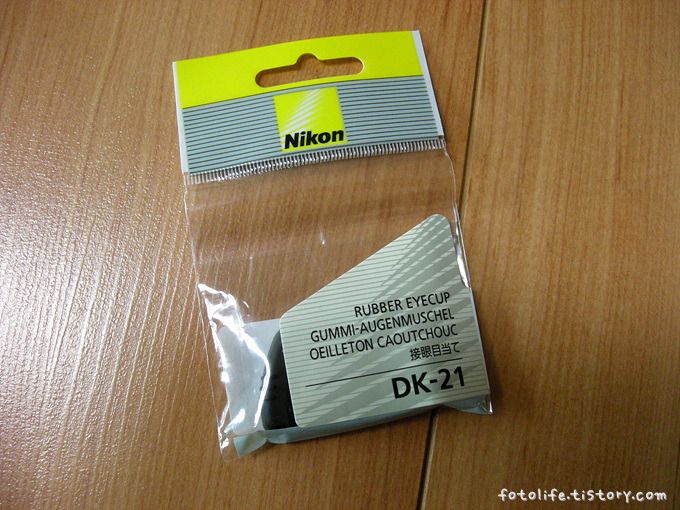 Nikon
RUBBER EYECUP
GUMMI-AUGENMUSCHEL
OEILLETON CAOUTCHOUC
接眼目当て
DK-21
fotolife.tistory.com